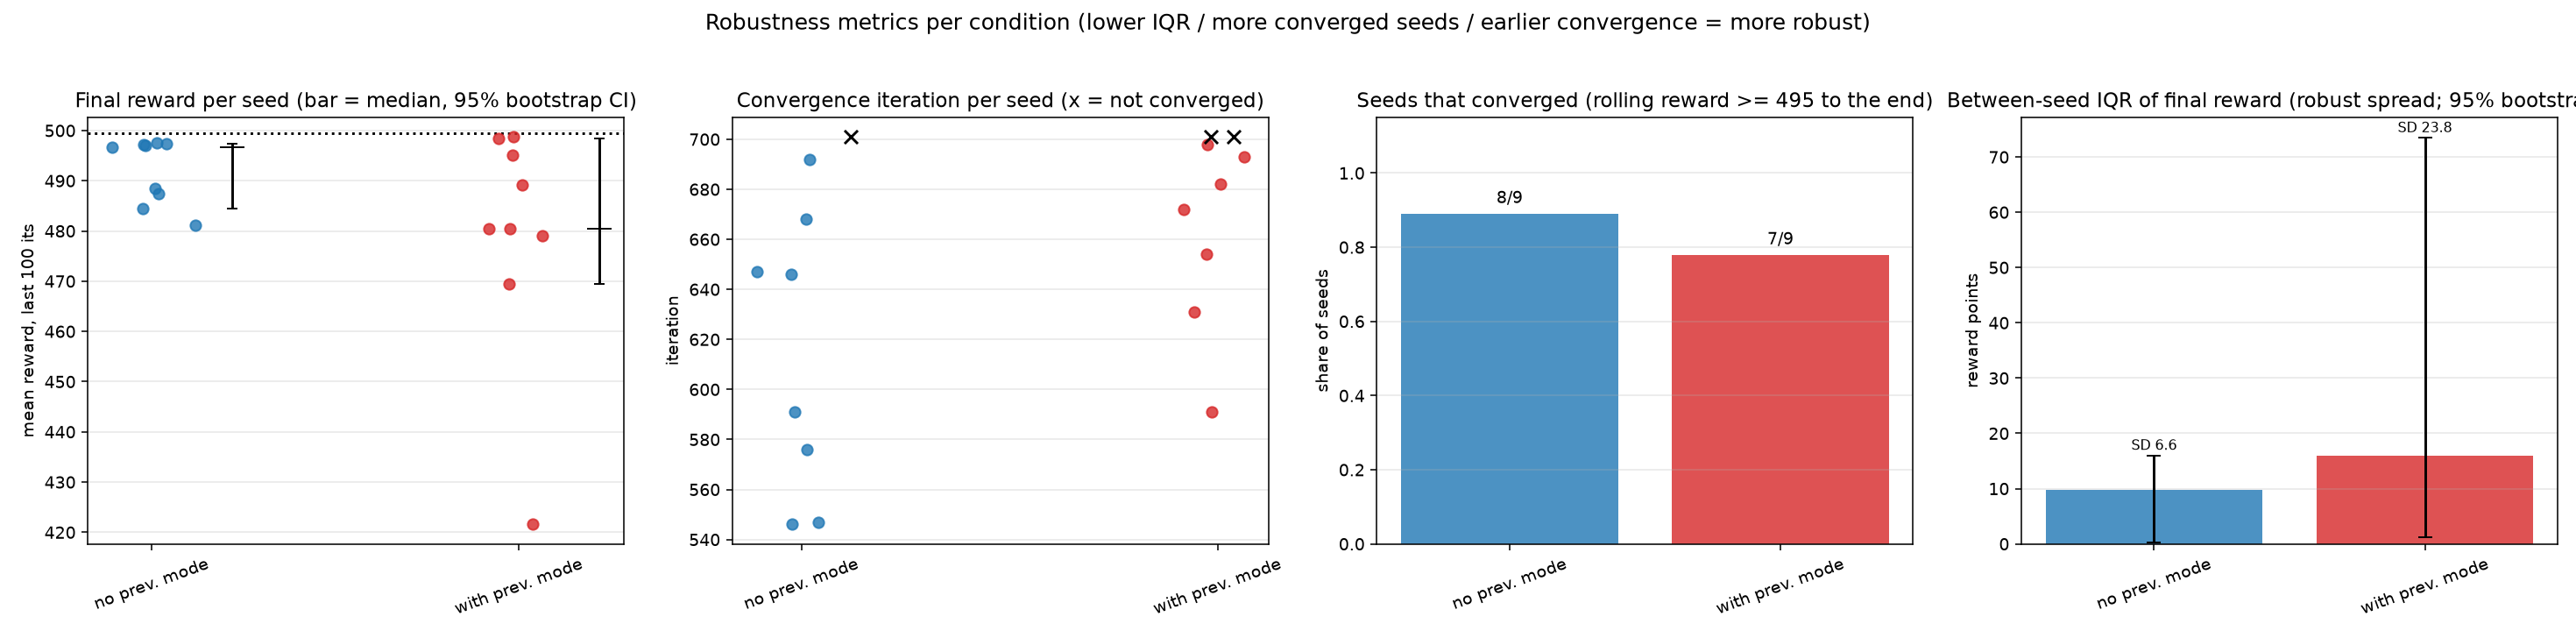 Robustness metrics per condition (lower IQR / more converged seeds / earlier convergence = more robust)
Final reward per seed (bar = median, 95% bootstrap CI)
mean reward, last 100 its
500
490
480
470
460
450
440
430
420
no prev. mode
with prev. mode
Convergence iteration per seed (x = not converged)
iteration
700
680
660
640
620
600
580
560
540
no prev. mode
with prev. mode
Seeds that converged (rolling reward >= 495 to the end)
share of seeds
1.0
0.8
0.6
0.4
0.2
0.0
8/9
7/9
no prev. mode
with prev. mode
Between-seed IQR of final reward (robust spread; 95% bootstra
reward points
70
60
50
40
30
20
10
0
SD 6.6
SD 23.8
no prev. mode
with prev. mode